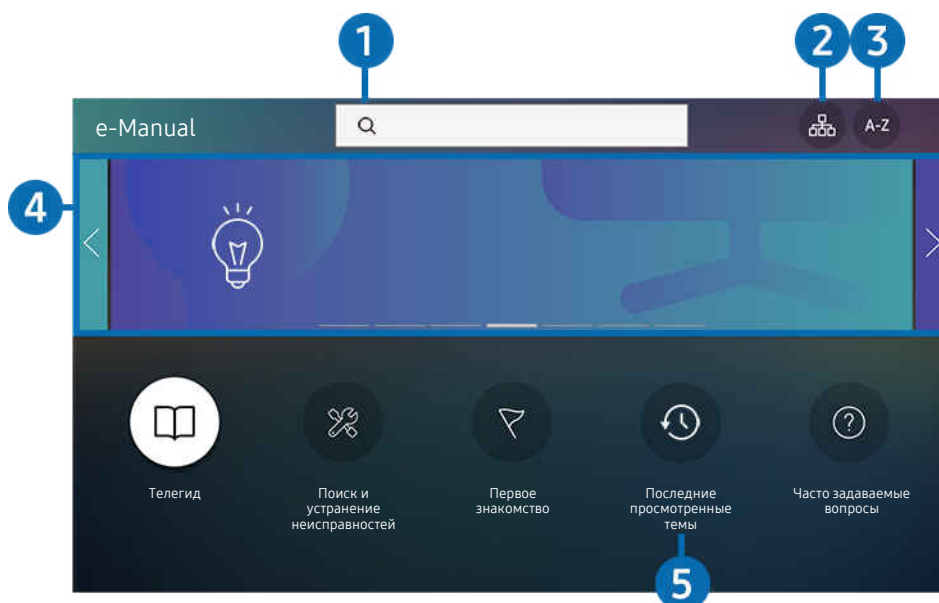 1
2
3
e-Manual
A-Z
4
Телегид
Поиск и
устранение
неисправностей
Первое
знакомство
Последние
просмотренные
темы
Часто задаваемые
вопросы
?
5